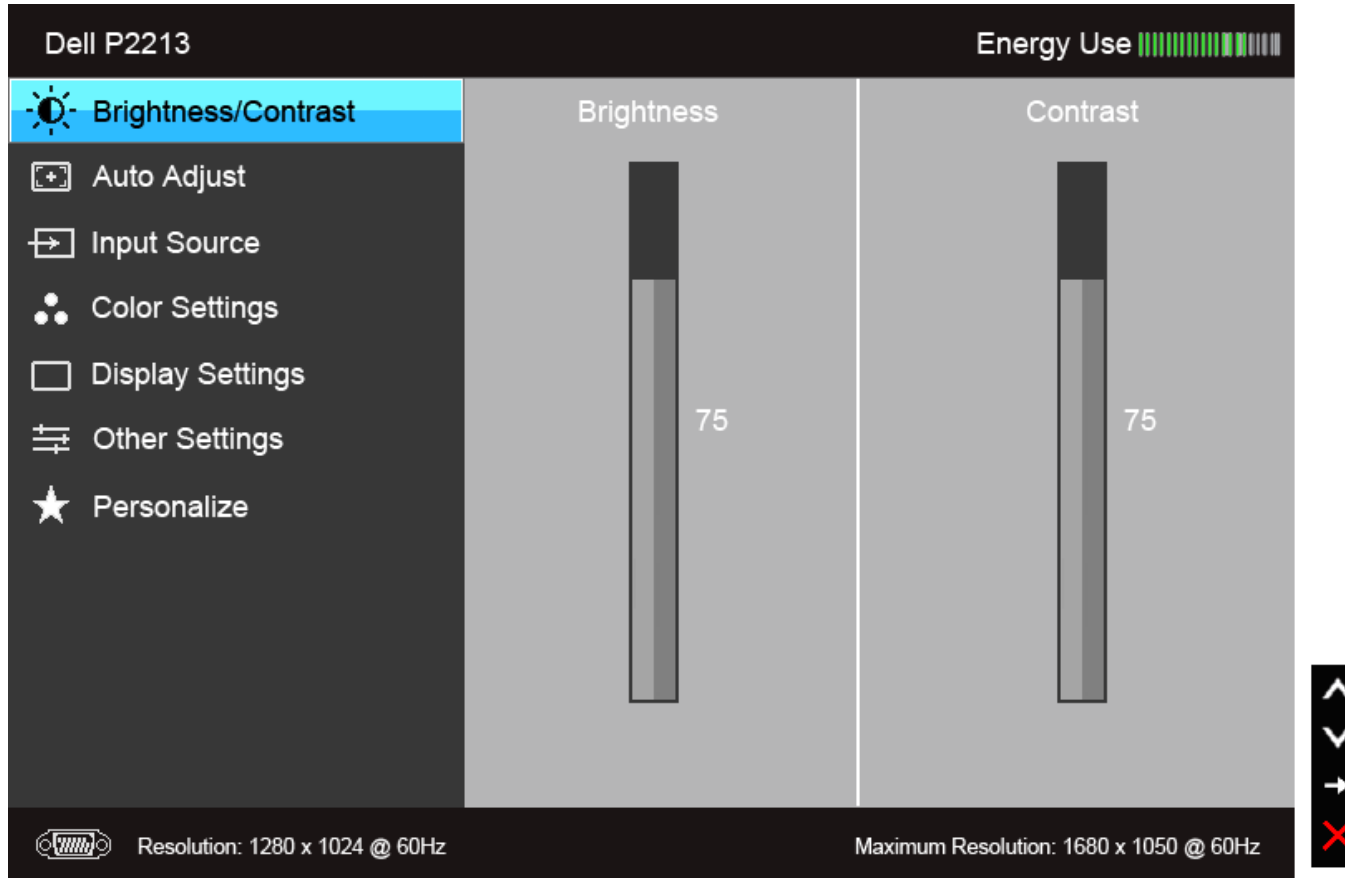 Dell P2213
Energy Use
Brightness/Contrast
Auto Adjust
Input Source
Color Settings
Display Settings
Other Settings
Personalize
Brightness
75
Contrast
75
Resolution: 1280 x 1024 @ 60Hz
Maximum Resolution: 1680 x 1050 @ 60Hz